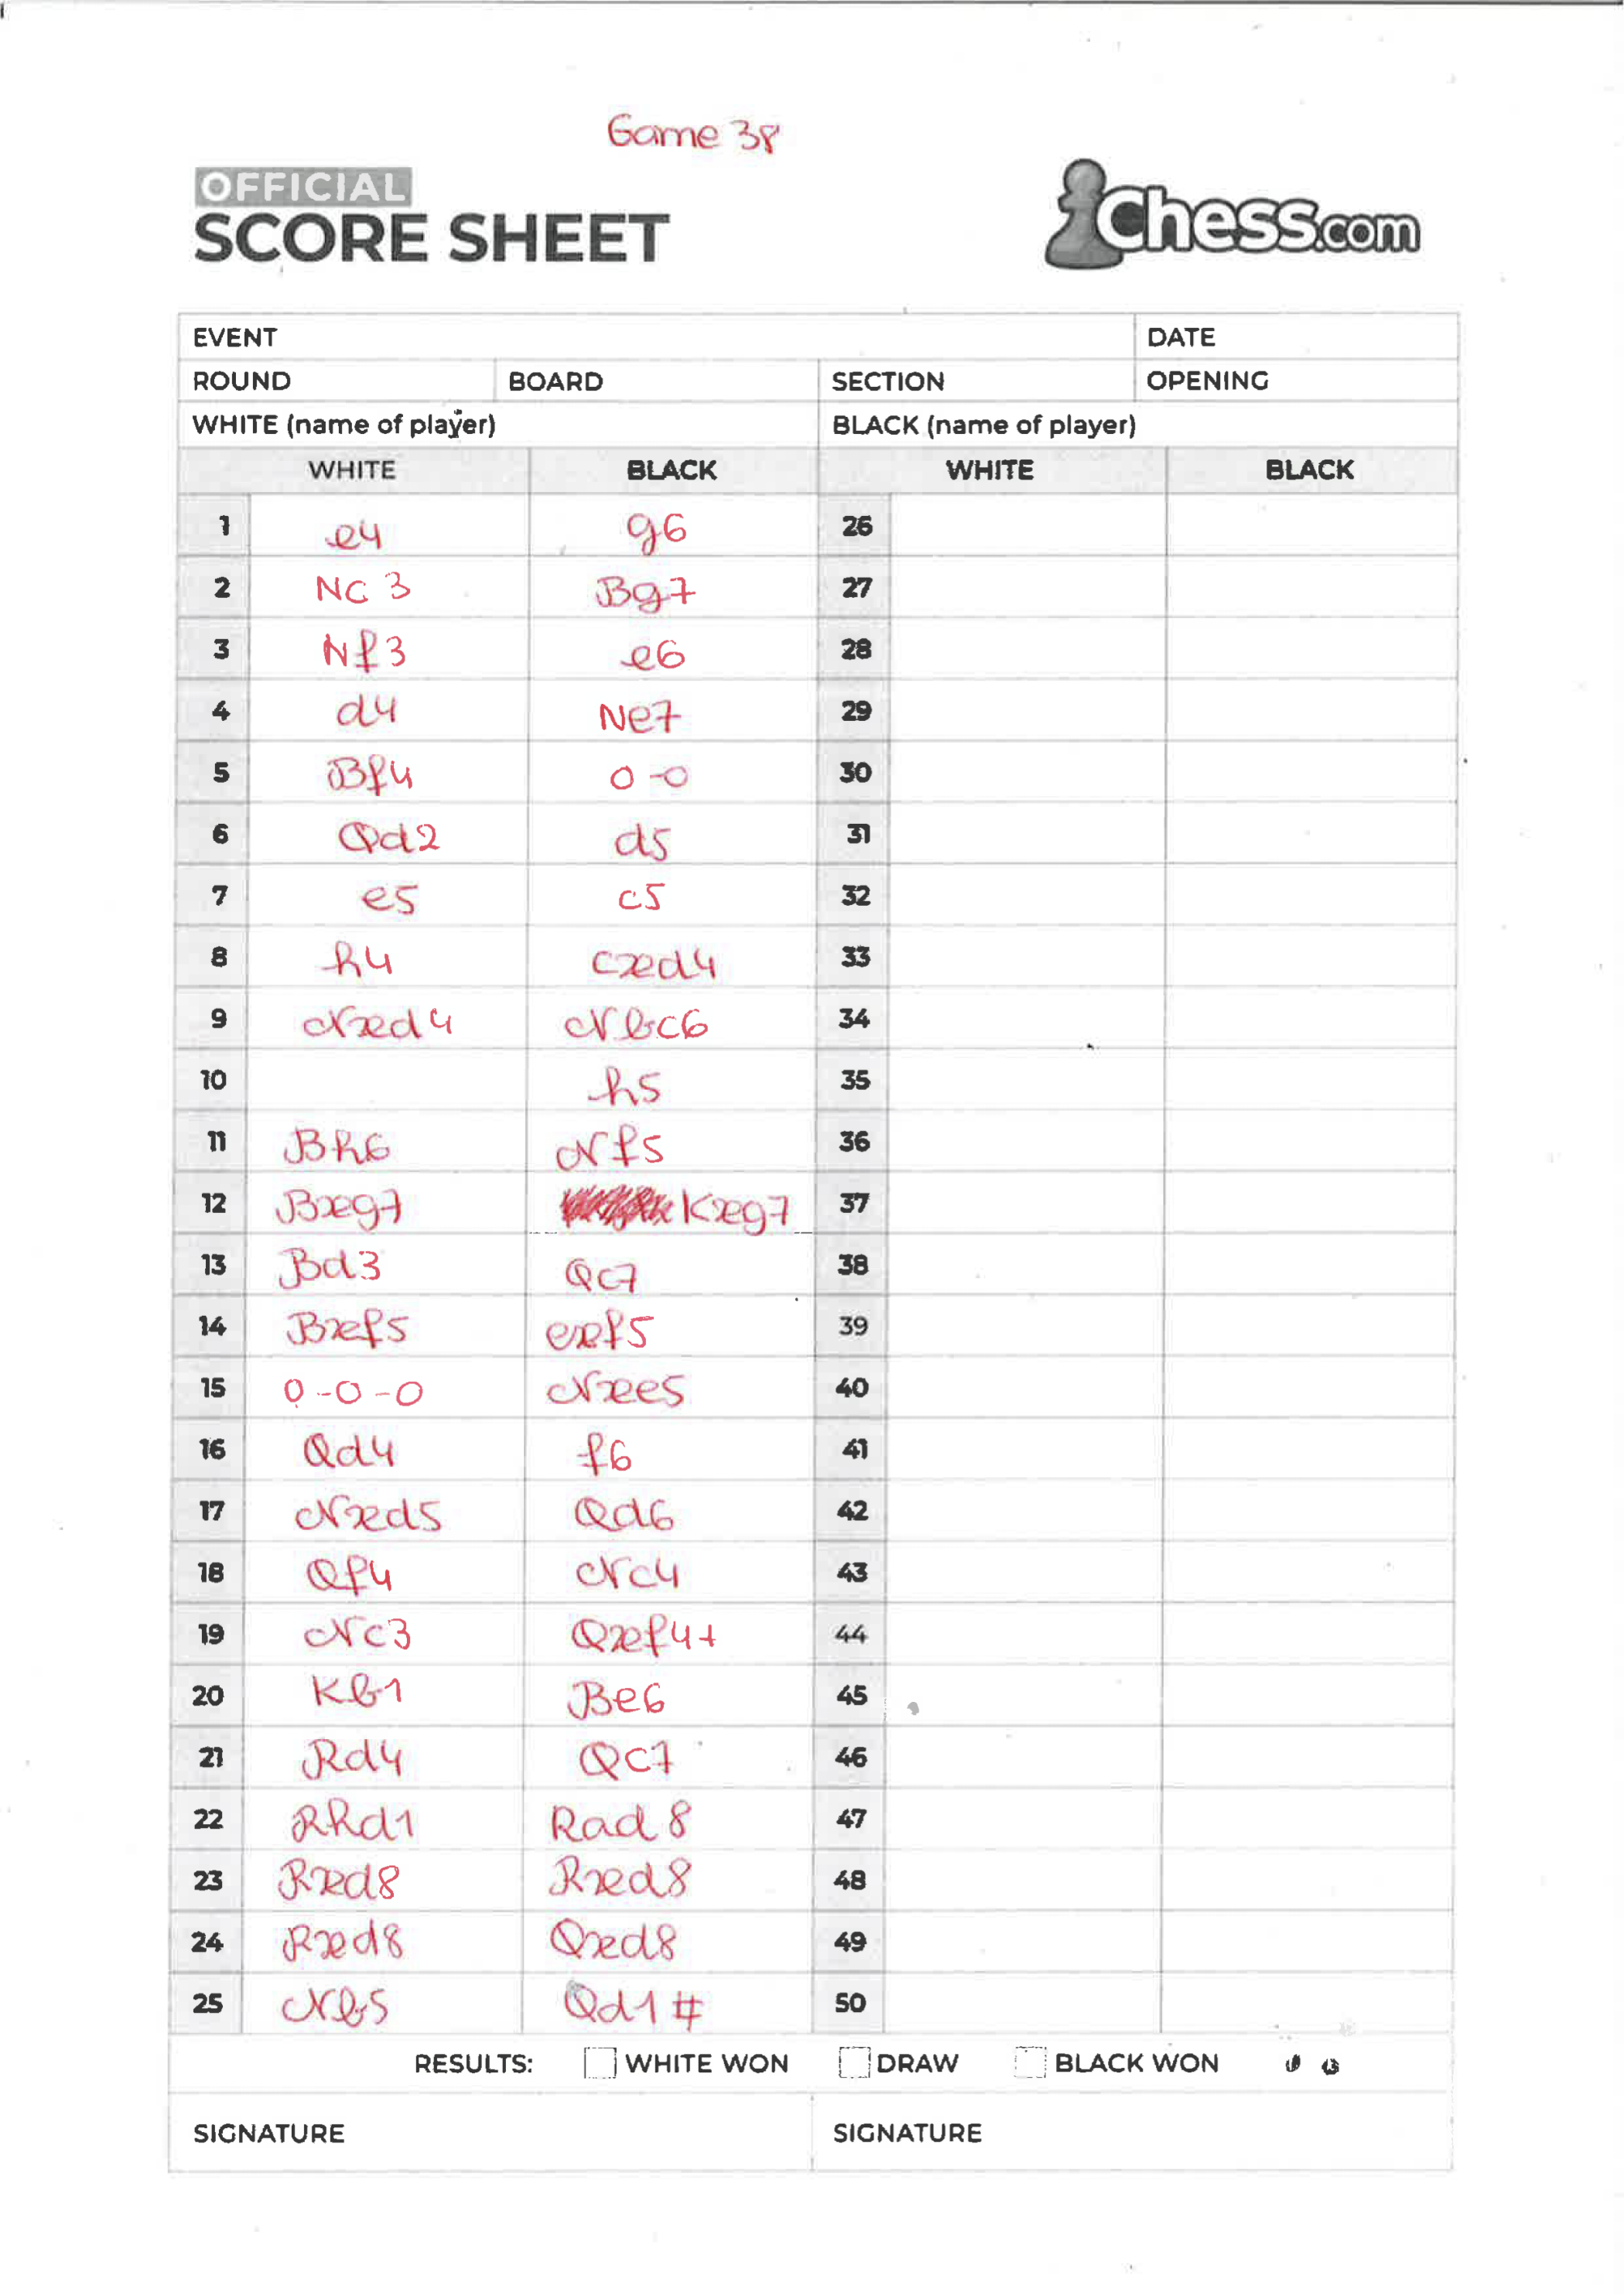 Game 38
OFFICIAL
SCORE SHEET
Chess.com
EVENT DATE
ROUND BOARD SECTION OPENING
WHITE (name of player) BLACK (name of player)
WHITE BLACK WHITE BLACK
1 e4 g6 26
2 Nc3 Bg7 27
3 Nf3 e6 28
4 d4 Ne7 29
5 Bf4 0-0 30
6 Qd2 d5 31
7 e5 c5 32
8 h4 cxd4 33
9 Nxd4 Nbc6 34
10 h5 35
11 Bh6 Nf5 36
12 Bxg7 Kxg7 37
13 Bd3 Qc7 38
14 Bxf5 exf5 39
15 0-0-0 Nxe5 40
16 Qd4 f6 41
17 Nxd5 Qd6 42
18 Qf4 Nc4 43
19 Nc3 Qxf4+ 44
20 Kb1 Be6 45
21 Rd4 Qc7 46
22 Rhd1 Rad8 47
23 Rxd8 Rxd8 48
24 Rxd8 Qxd8 49
25 Nb5 Qd1# 50
RESULTS: WHITE WON DRAW BLACK WON
SIGNATURE SIGNATURE